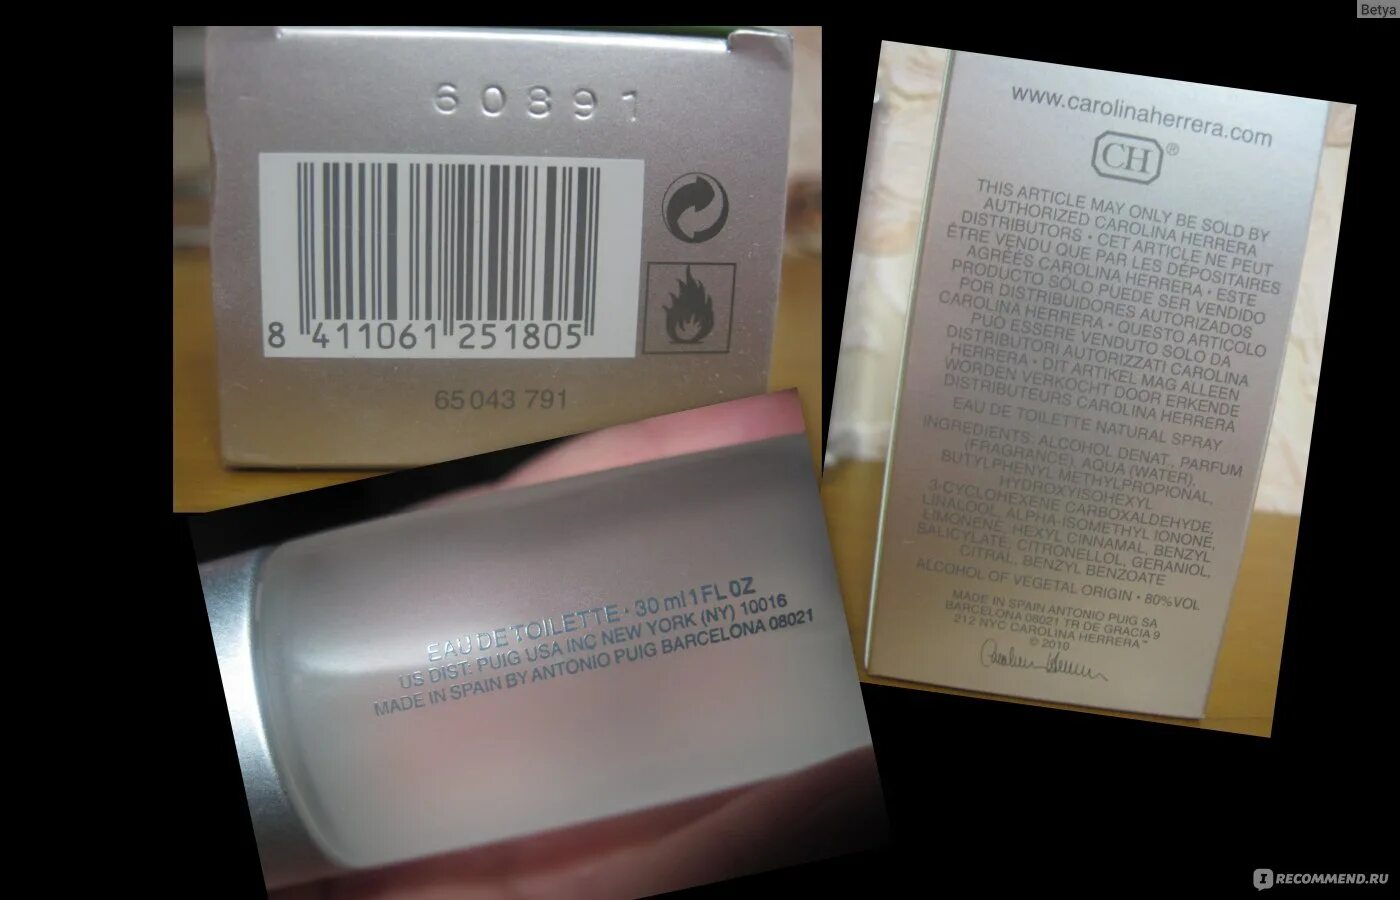 Betya
60891
8 411061 251805
65043 791
www.carolinaherrera.com
CH®
THIS ARTICLE MAY ONLY BE SOLD BY
AUTHORIZED CAROLINA HERRERA
DISTRIBUTORS • CET ARTICLE NE PEUT
ÊTRE VENDU QUE PAR LES DÉPOSITAIRES
AGRÉÉS CAROLINA HERRERA • ESTE
PRODUCTO SÓLO PUEDE SER VENDIDO
POR DISTRIBUIDORES AUTORIZADOS
CAROLINA HERRERA • QUESTO ARTICOLO
PUÒ ESSERE VENDUTO SOLO DA
DISTRIBUTORI AUTORIZZATI CAROLINA
HERRERA • DIT ARTIKEL MAG ALLEEN
WORDEN VERKOCHT DOOR ERKENDE
DISTRIBUTEURS CAROLINA HERRERA
EAU DE TOILETTE NATURAL SPRAY
INGREDIENTS: ALCOHOL DENAT., PARFUM
(FRAGRANCE), AQUA (WATER),
BUTYLPHENYL METHYLPROPIONAL,
HYDROXYISOHEXYL
3-CYCLOHEXENE CARBOXALDEHYDE,
LINALOOL, ALPHA-ISOMETHYL IONONE,
LIMONENE, HEXYL CINNAMAL, BENZYL
SALICYLATE, CITRONELLOL, GERANIOL,
CITRAL, BENZYL BENZOATE
ALCOHOL OF VEGETAL ORIGIN • 80%VOL
MADE IN SPAIN ANTONIO PUIG SA
BARCELONA 08021 TR DE GRACIA 9
212 NYC CAROLINA HERRERA™
© 2010
Carolina Herrera
EAU DE TOILETTE • 30 ml 1 FL OZ
US DIST: PUIG USA INC NEW YORK (NY) 10016
MADE IN SPAIN BY ANTONIO PUIG BARCELONA 08021
IRECOMMEND.RU